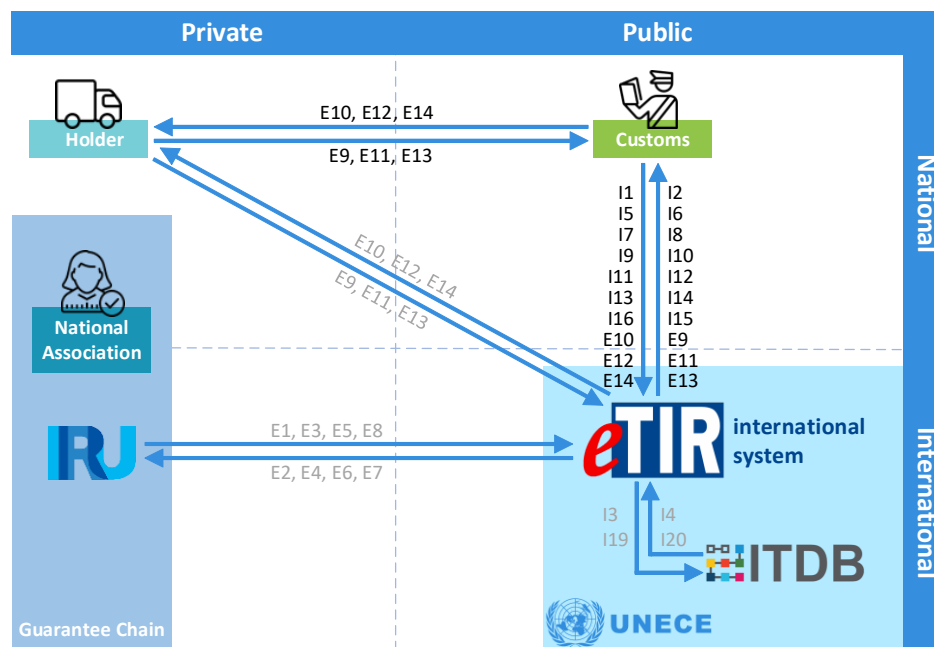 Private
Public
E10, E12, E14
Holder
Customs
E9, E11, E13
National
I1
I2
I5
I6
I7
I8
I9
I10
I11
I12
I13
I14
I16
I15
E10
E9
E12
E11
E14
E13
E10, E12, E14
E9, E11, E13
National
Association
IRU
E1, E3, E5, E8
E2, E4, E6, E7
eTIR
international
system
International
I3
I4
I19
I20
ITDB
Guarantee Chain
UNECE